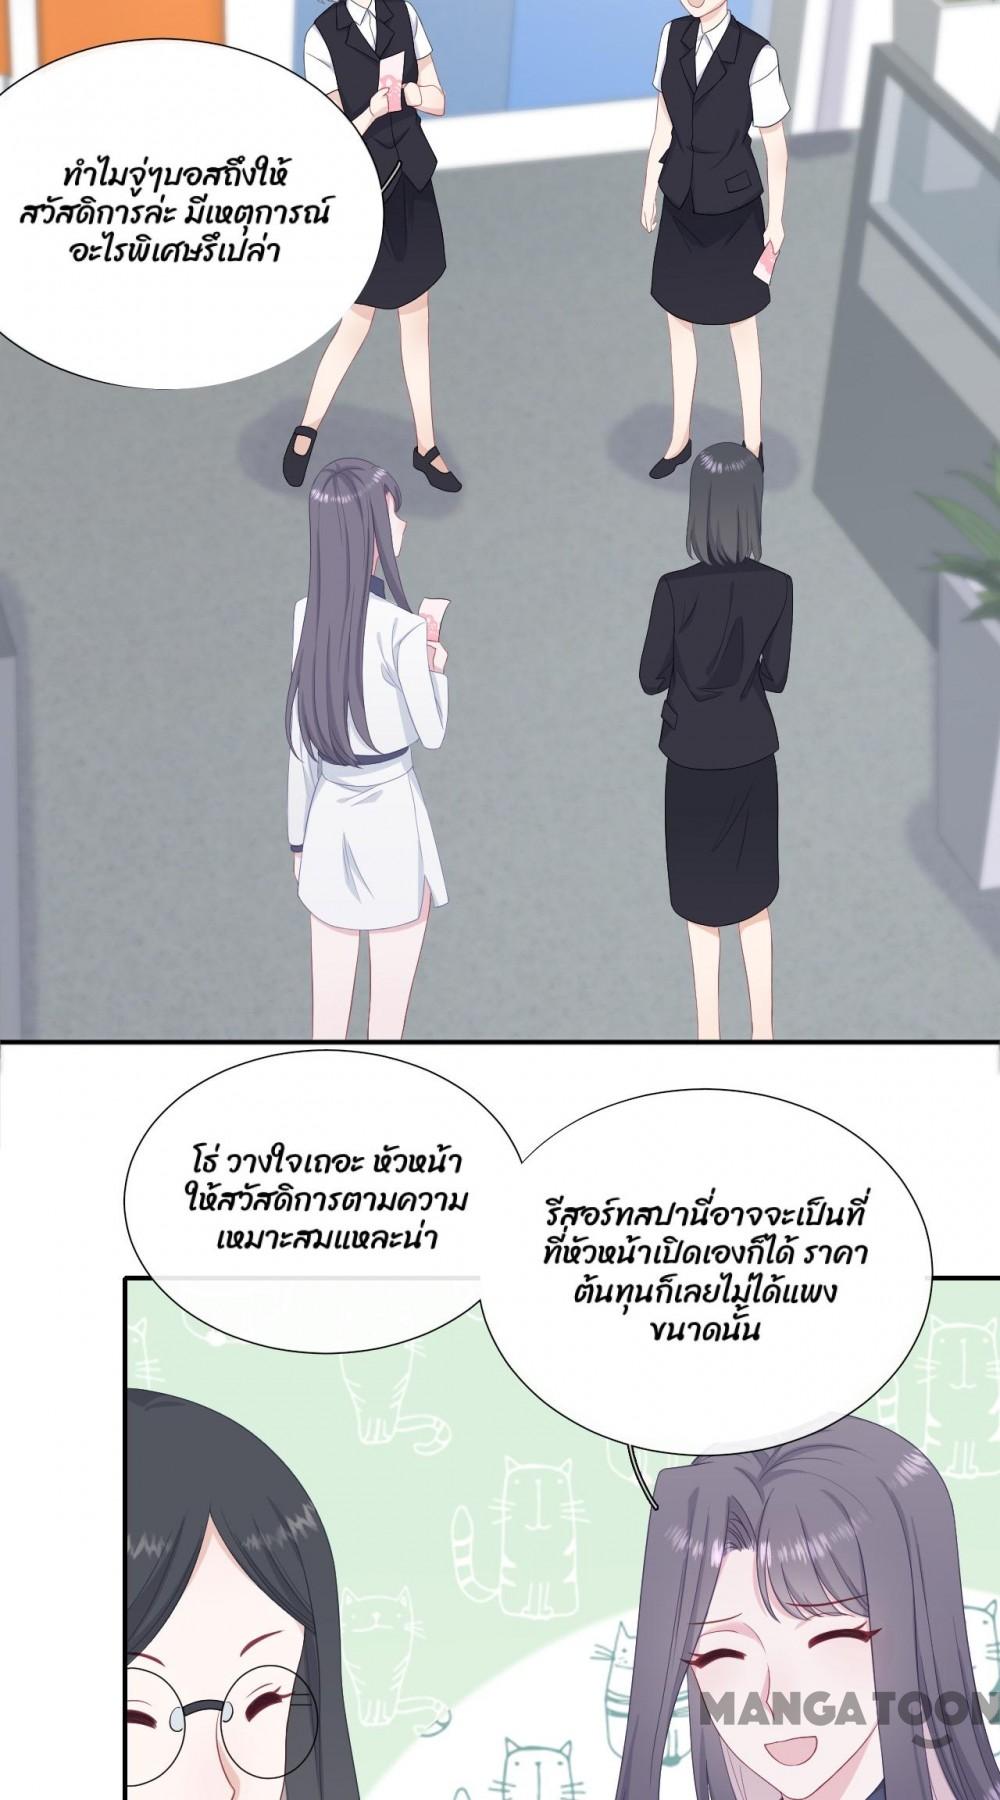 ทำไมจู่ๆบอสถึงให้
สวัสดิการล่ะ มีเหตุการณ์
อะไรพิเศษรึเปล่า
โธ่ วางใจเถอะ หัวหน้า
ให้สวัสดิการตามความ
เหมาะสมแหละน่า
รีสอร์ทสปานี่อาจจะเป็นที่
ที่หัวหน้าเปิดเองก็ได้ ราคา
ต้นทุนก็เลยไม่ได้แพง
ขนาดนั้น
MANGATOON